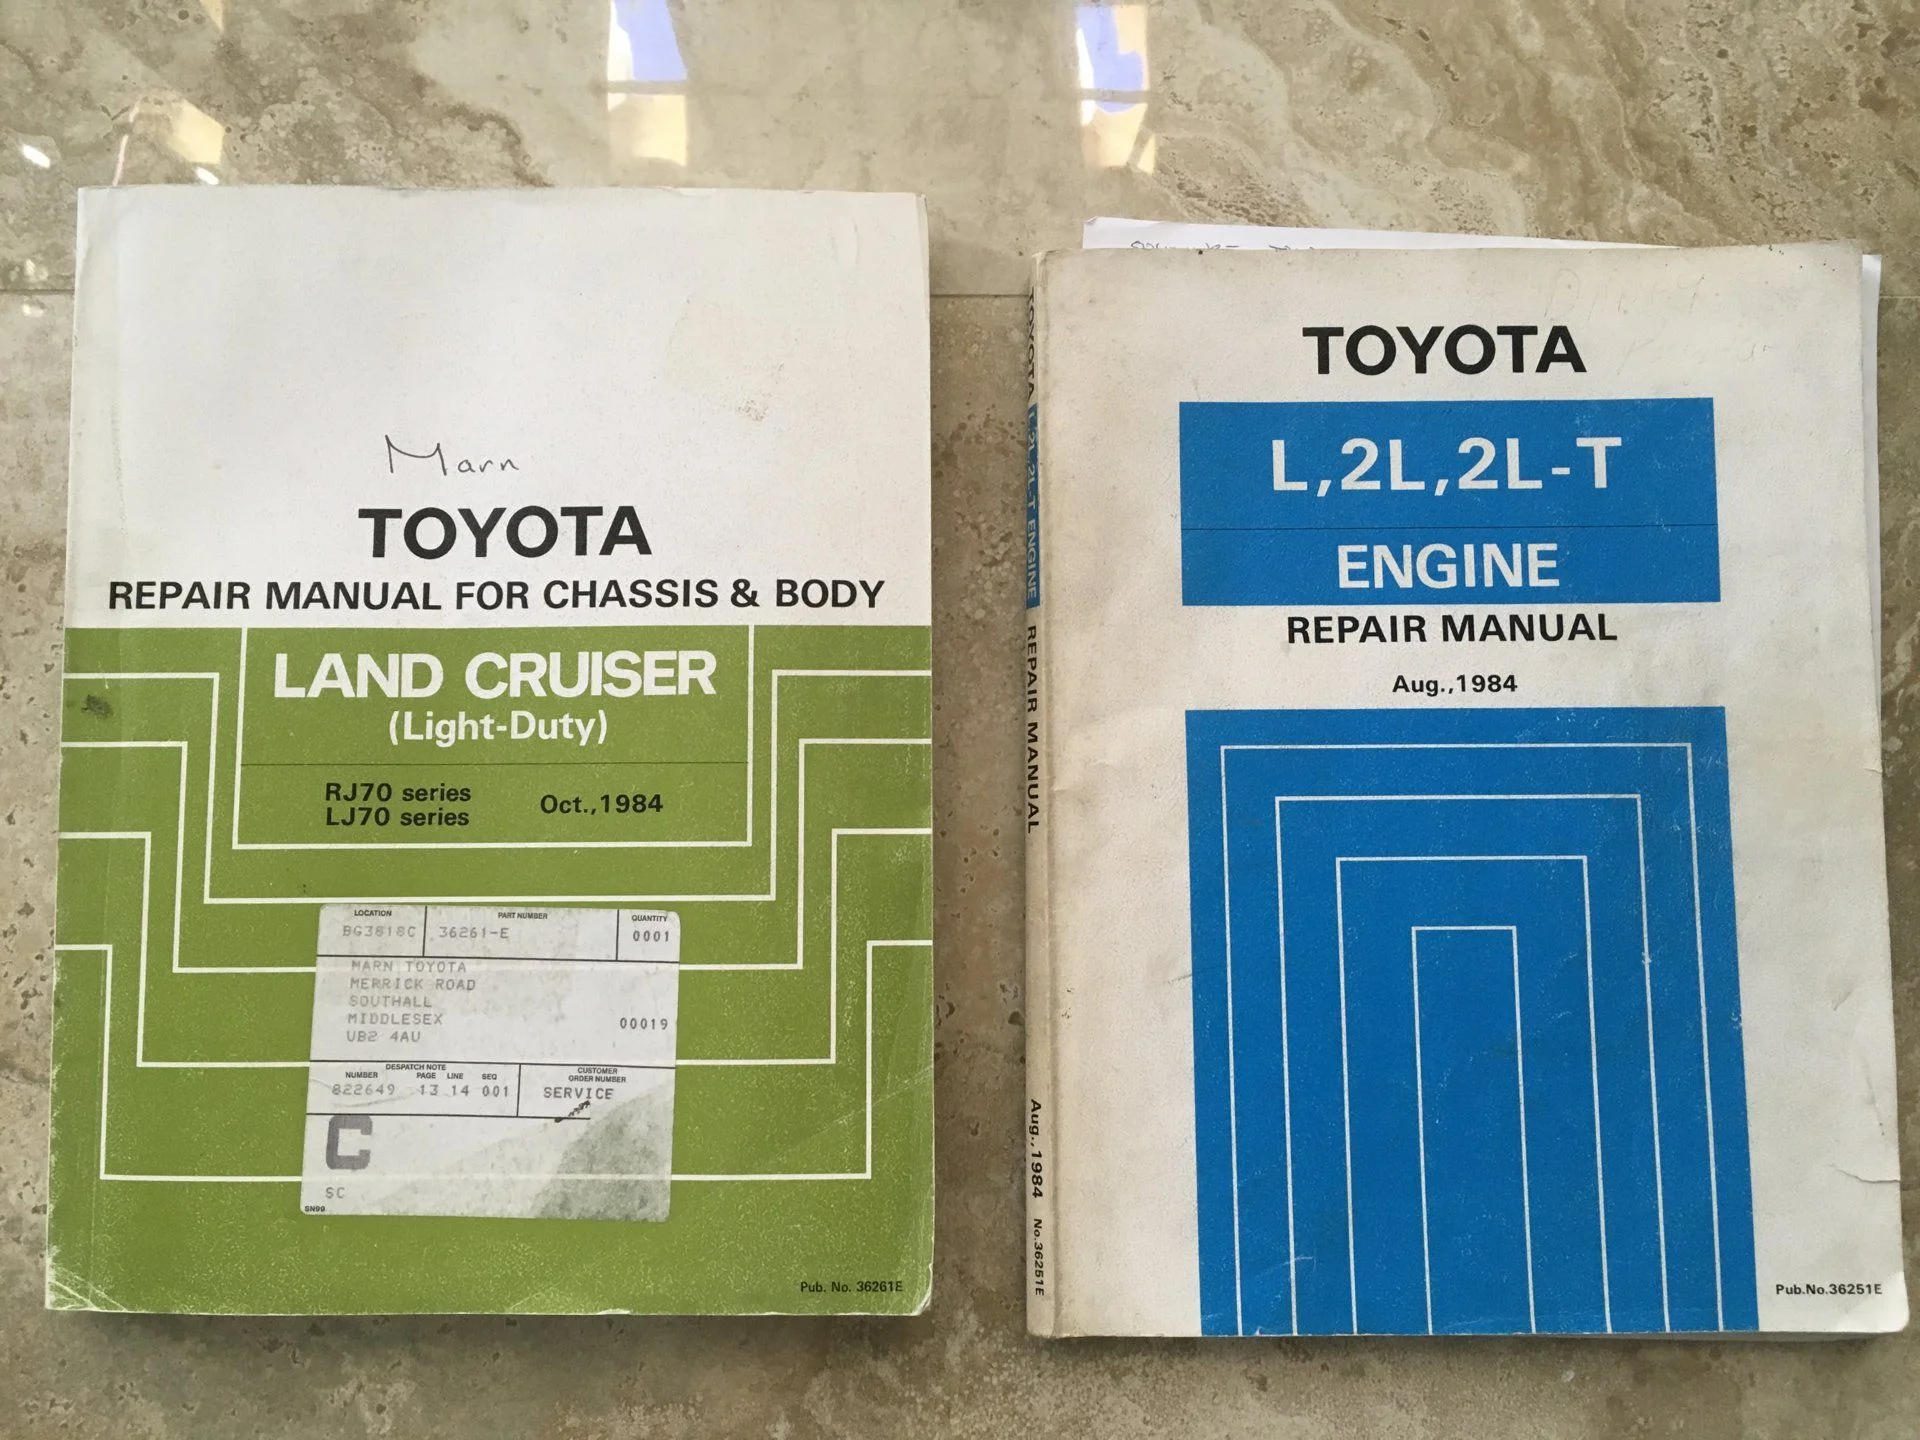 Marn
TOYOTA
REPAIR MANUAL FOR CHASSIS & BODY
LAND CRUISER
(Light-Duty)
RJ70 series
LJ70 series
Oct.,1984
LOCATION PART NUMBER QUANTITY
BG3818C 36261-E 0001
MARN TOYOTA
MERRICK ROAD
SOUTHALL
MIDDLESEX 00019
UB2 4AU
DESPATCH NOTE
NUMBER PAGE LINE SEQ
822649 13 14 001
CUSTOMER
ORDER NUMBER
SERVICE
C
SC
SN99
Pub. No. 36261E
TOYOTA L,2L,2L-T ENGINE REPAIR MANUAL Aug.,1984 No.36251E
TOYOTA
L,2L,2L-T
ENGINE
REPAIR MANUAL
Aug.,1984
Pub.No.36251E